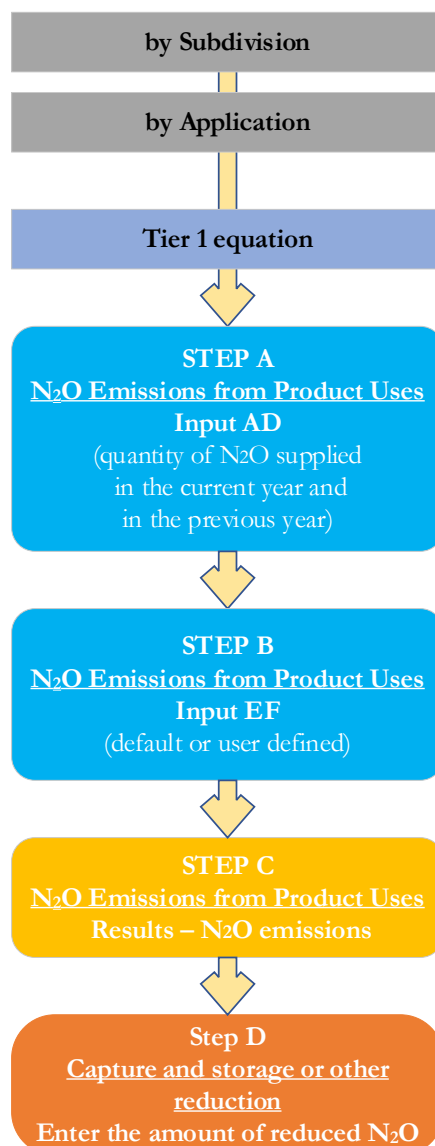 by Subdivision
by Application
Tier 1 equation
STEP A
N₂O Emissions from Product Uses
Input AD
(quantity of N2O supplied
in the current year and
in the previous year)
STEP B
N₂O Emissions from Product Uses
Input EF
(default or user defined)
STEP C
N₂O Emissions from Product Uses
Results – N2O emissions
Step D
Capture and storage or other
reduction
Enter the amount of reduced N₂O